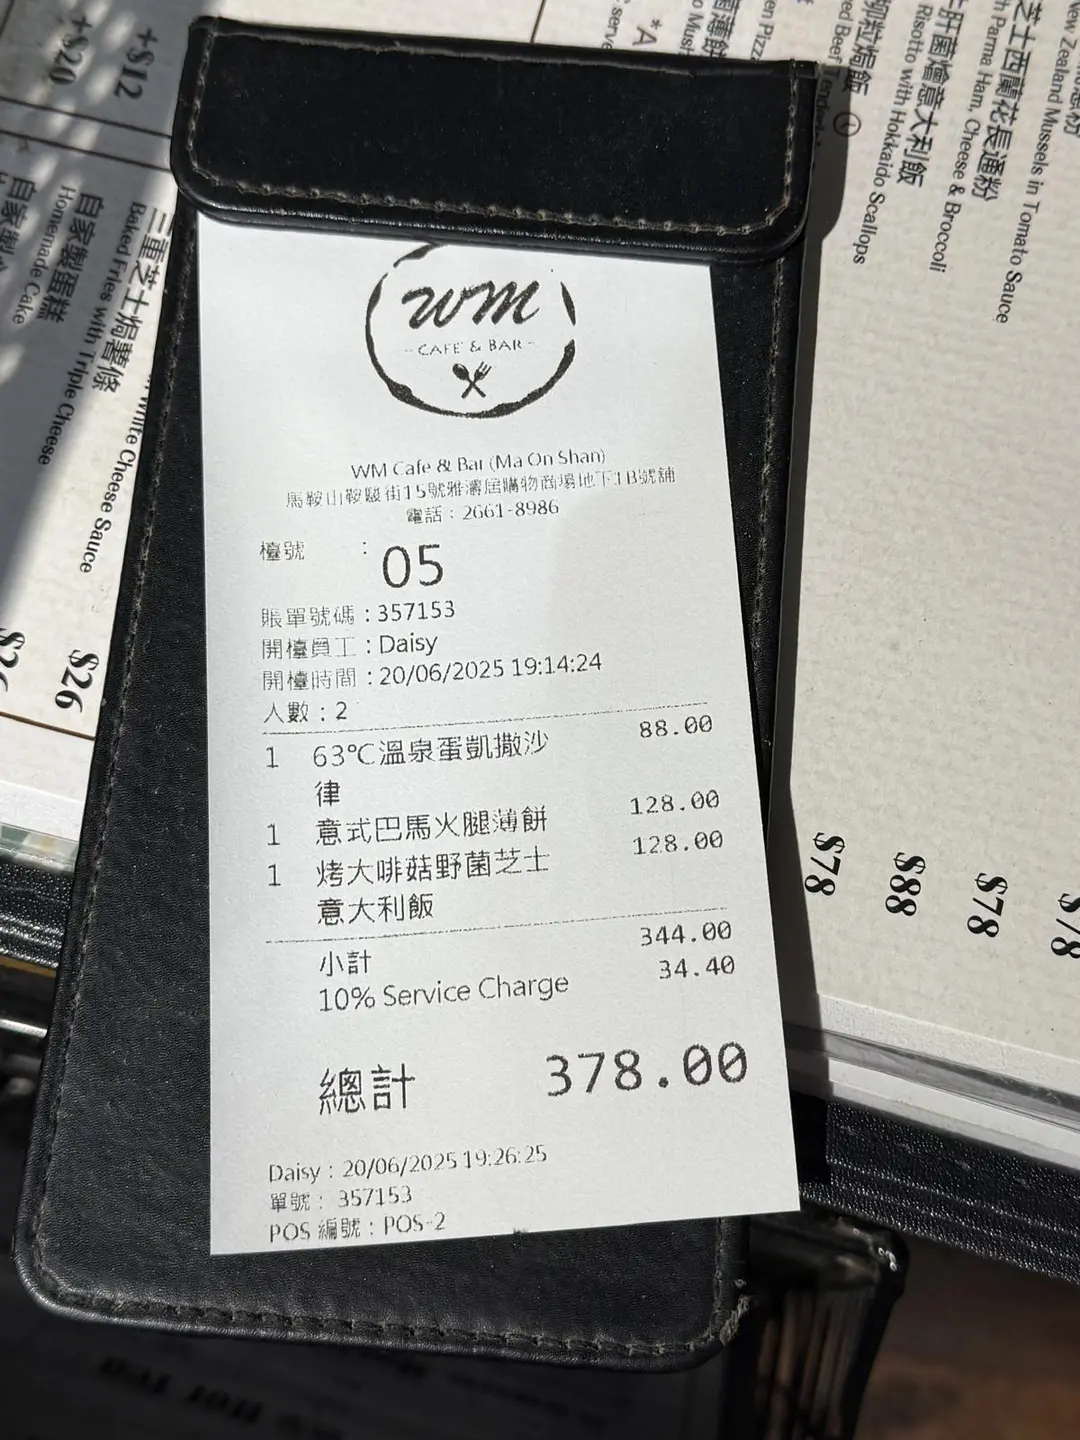 WM
CAFE & BAR
WM Cafe & Bar (Ma On Shan)
馬鞍山鞍駿街15號雅濤居購物商場地下1B號舖
電話：2661-8986
檯號 : 05
賬單號碼 : 357153
開檯員工 : Daisy
開檯時間 : 20/06/2025 19:14:24
人數 : 2
1 63℃溫泉蛋凱撒沙律 88.00
1 意式巴馬火腿薄餅 128.00
1 烤大啡菇野菌芝士意大利飯 128.00
小計 344.00
10% Service Charge 34.40
總計 378.00
Daisy : 20/06/2025 19:26:25
單號 : 357153
POS 編號 : POS-2
+$12
+$20
三重芝士焗薯條
Baked Fries with Triple Cheese
自家製蛋糕
Homemade Cake
White Cheese Sauce
$26
$26
New Zealand Mussels in Tomato Sauce
芝士西蘭花長通粉
Parma Ham, Cheese & Broccoli
肝菌燴意大利飯
Risotto with Hokkaido Scallops
$78
$88
$78
$78